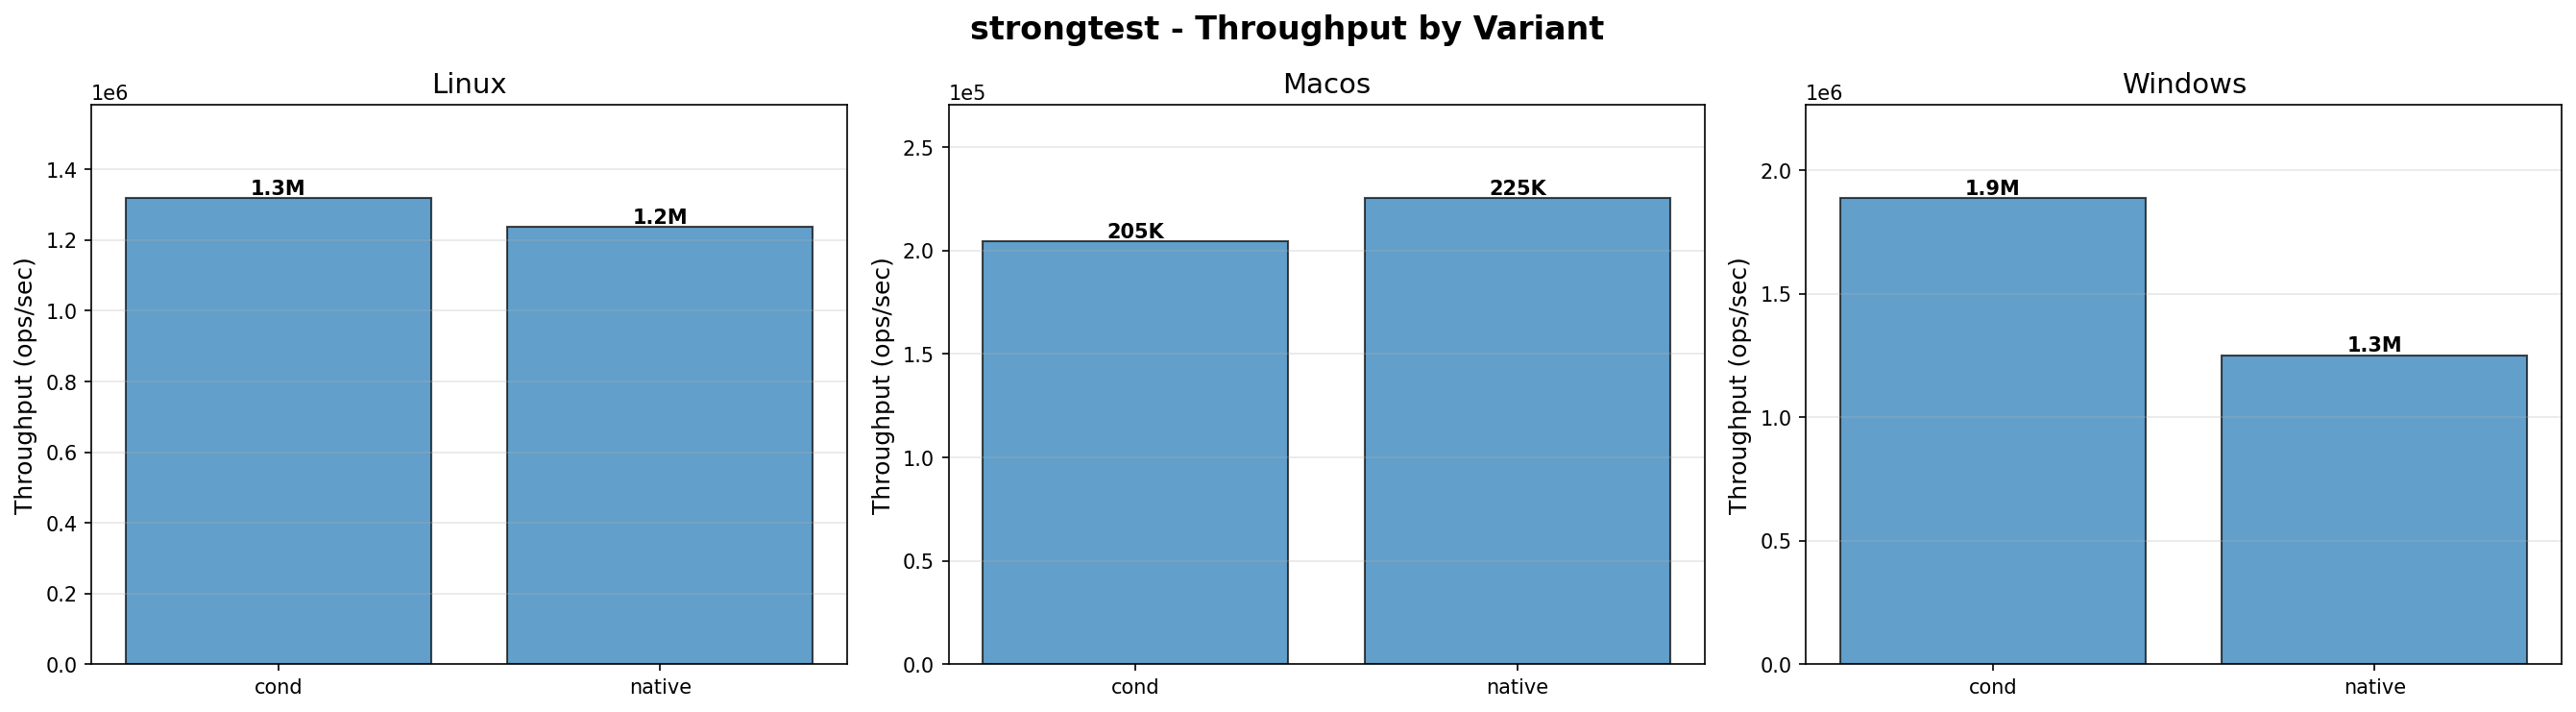 strongtest - Throughput by Variant
Linux
1e6
Throughput (ops/sec)
1.4
1.2
1.0
0.8
0.6
0.4
0.2
0.0
1.3M
1.2M
cond
native
Macos
1e5
Throughput (ops/sec)
2.5
2.0
1.5
1.0
0.5
0.0
205K
225K
cond
native
Windows
1e6
Throughput (ops/sec)
2.0
1.5
1.0
0.5
0.0
1.9M
1.3M
cond
native